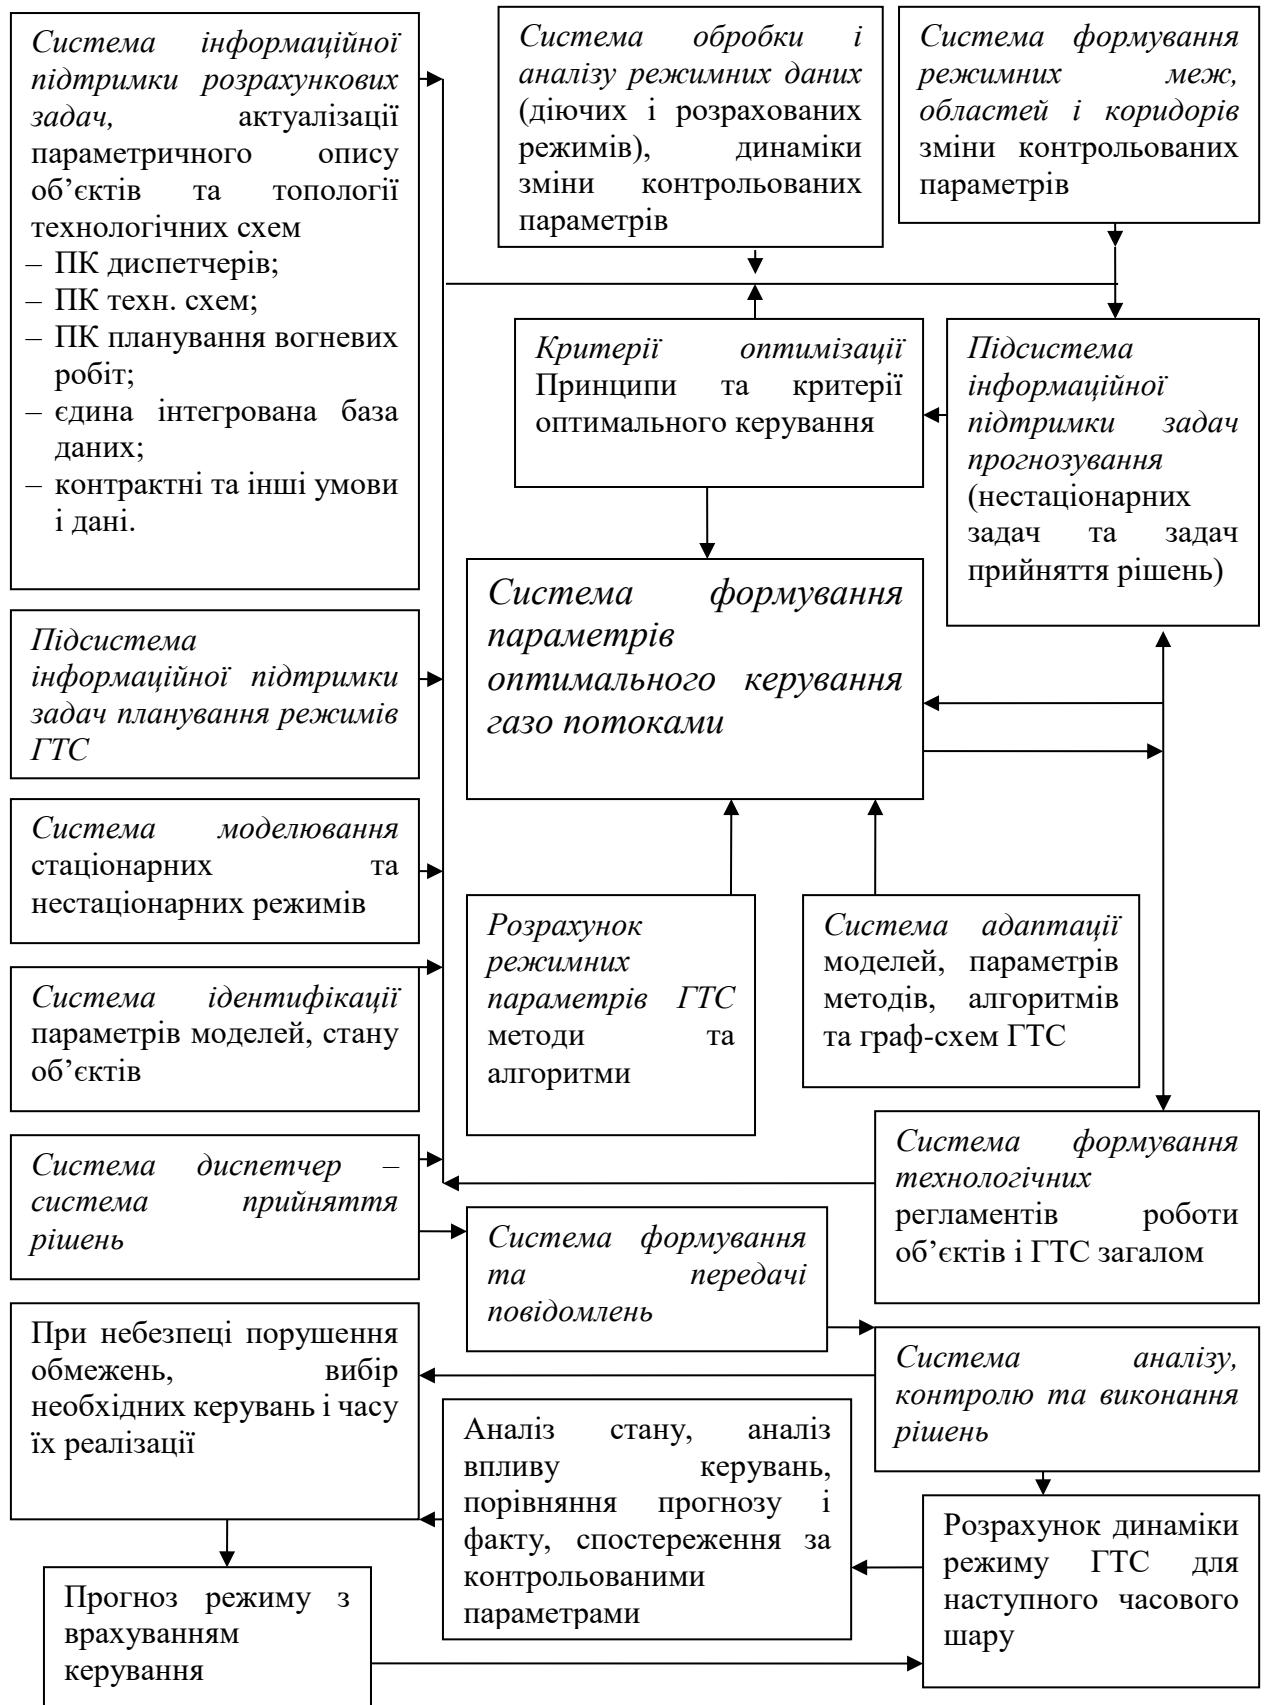 Система інформаційної
підтримки розрахункових
задач, актуалізації
параметричного опису
об’єктів та топології
технологічних схем
– ПК диспетчерів;
– ПК техн. схем;
– ПК планування вогневих
робіт;
– єдина інтегрована база
даних;
– контрактні та інші умови
і дані.
Система обробки і
аналізу режимних даних
(діючих і розрахованих
режимів), динаміки
зміни контрольованих
параметрів
Система формування
режимних меж,
областей і коридорів
зміни контрольованих
параметрів
Критерії оптимізації
Принципи та критерії
оптимального керування
Підсистема
інформаційної
підтримки задач
прогнозування
(нестаціонарних
задач та задач
прийняття рішень)
Система формування
параметрів
оптимального керування
газо потоками
Підсистема
інформаційної підтримки
задач планування режимів
ГТС
Система моделювання
стаціонарних та
нестаціонарних режимів
Система ідентифікації
параметрів моделей, стану
об’єктів
Розрахунок
режимних
параметрів ГТС
методи та
алгоритми
Система адаптації
моделей, параметрів
методів, алгоритмів
та граф-схем ГТС
Система диспетчер –
система прийняття
рішень
Система формування
технологічних
регламентів роботи
об’єктів і ГТС загалом
Система формування
та передачі
повідомлень
При небезпеці порушення
обмежень, вибір
необхідних керувань і часу
їх реалізації
Система аналізу,
контролю та виконання
рішень
Аналіз стану, аналіз
впливу керувань,
порівняння прогнозу і
факту, спостереження за
контрольованими
параметрами
Розрахунок динаміки
режиму ГТС для
наступного часового
шару
Прогноз режиму з
врахуванням
керування